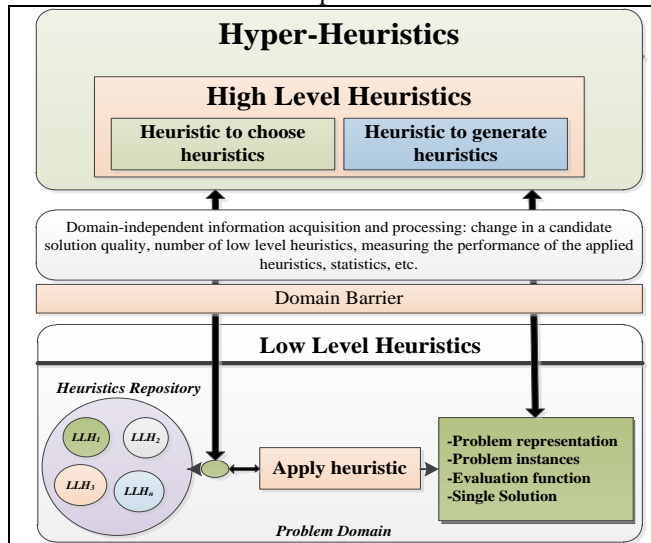 Hyper-Heuristics
High Level Heuristics
Heuristic to choose
heuristics
Heuristic to generate
heuristics
Domain-independent information acquisition and processing: change in a candidate
solution quality, number of low level heuristics, measuring the performance of the applied
heuristics, statistics, etc.
Domain Barrier
Low Level Heuristics
Heuristics Repository
LLH1
LLH2
LLH3
LLHn
Apply heuristic
-Problem representation
-Problem instances
-Evaluation function
-Single Solution
Problem Domain